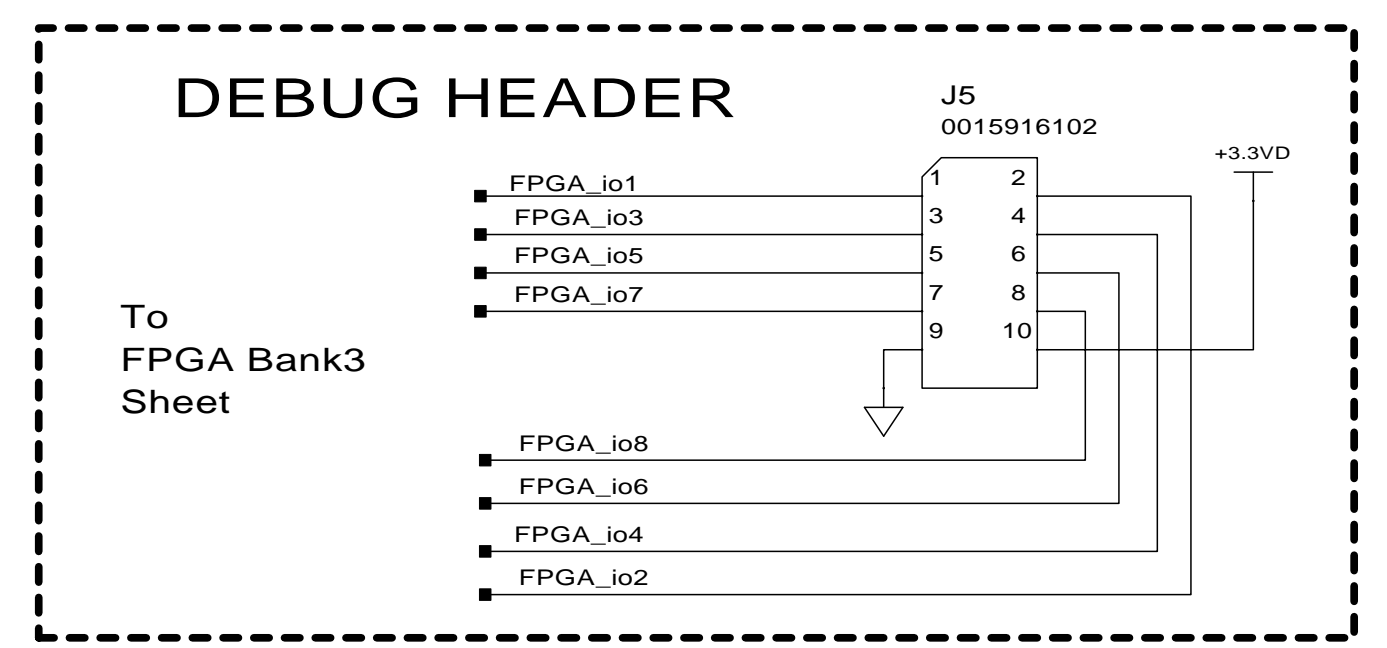 DEBUG HEADER
J5
0015916102
+3.3VD
FPGA_io1
1 2
FPGA_io3
3 4
FPGA_io5
5 6
FPGA_io7
7 8
9 10
To
FPGA Bank3
Sheet
FPGA_io8
FPGA_io6
FPGA_io4
FPGA_io2